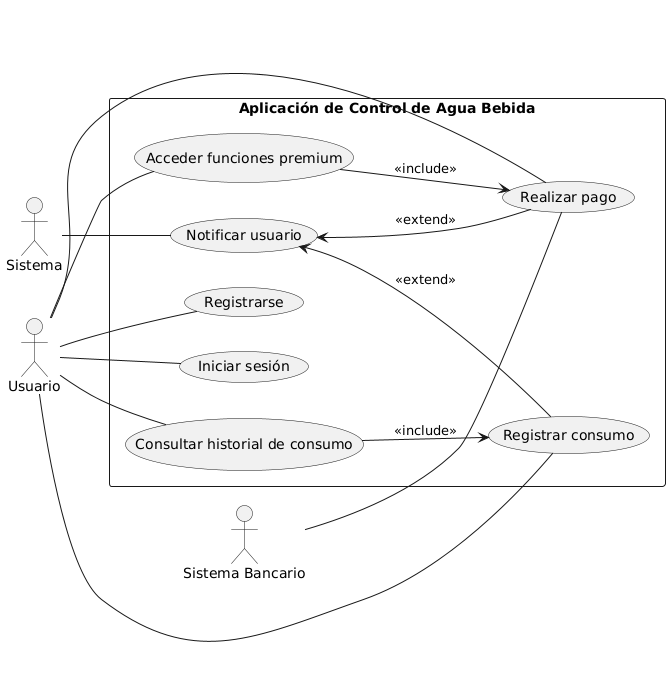 Aplicación de Control de Agua Bebida
Acceder funciones premium
«include»
Realizar pago
«extend»
Notificar usuario
Sistema
«extend»
Registrarse
Iniciar sesión
Usuario
«include»
Registrar consumo
Consultar historial de consumo
Sistema Bancario